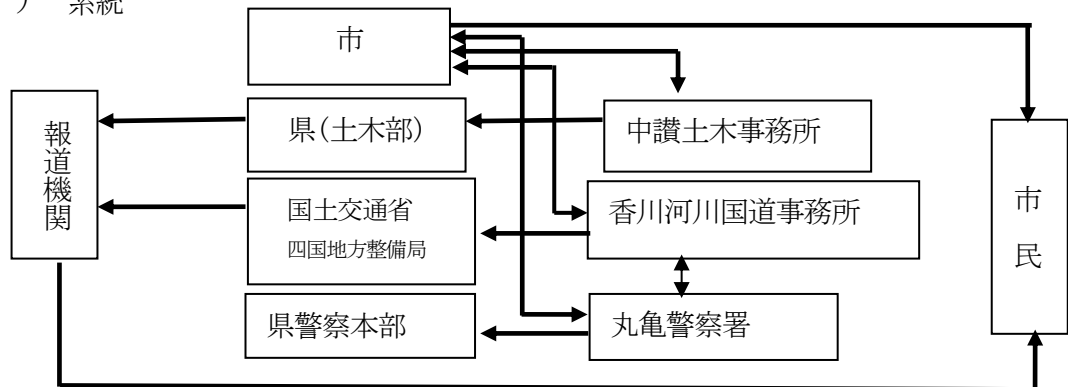 系統
市
県(土木部)
中讃土木事務所
報道機関
国土交通省
四国地方整備局
香川河川国道事務所
市民
県警察本部
丸亀警察署